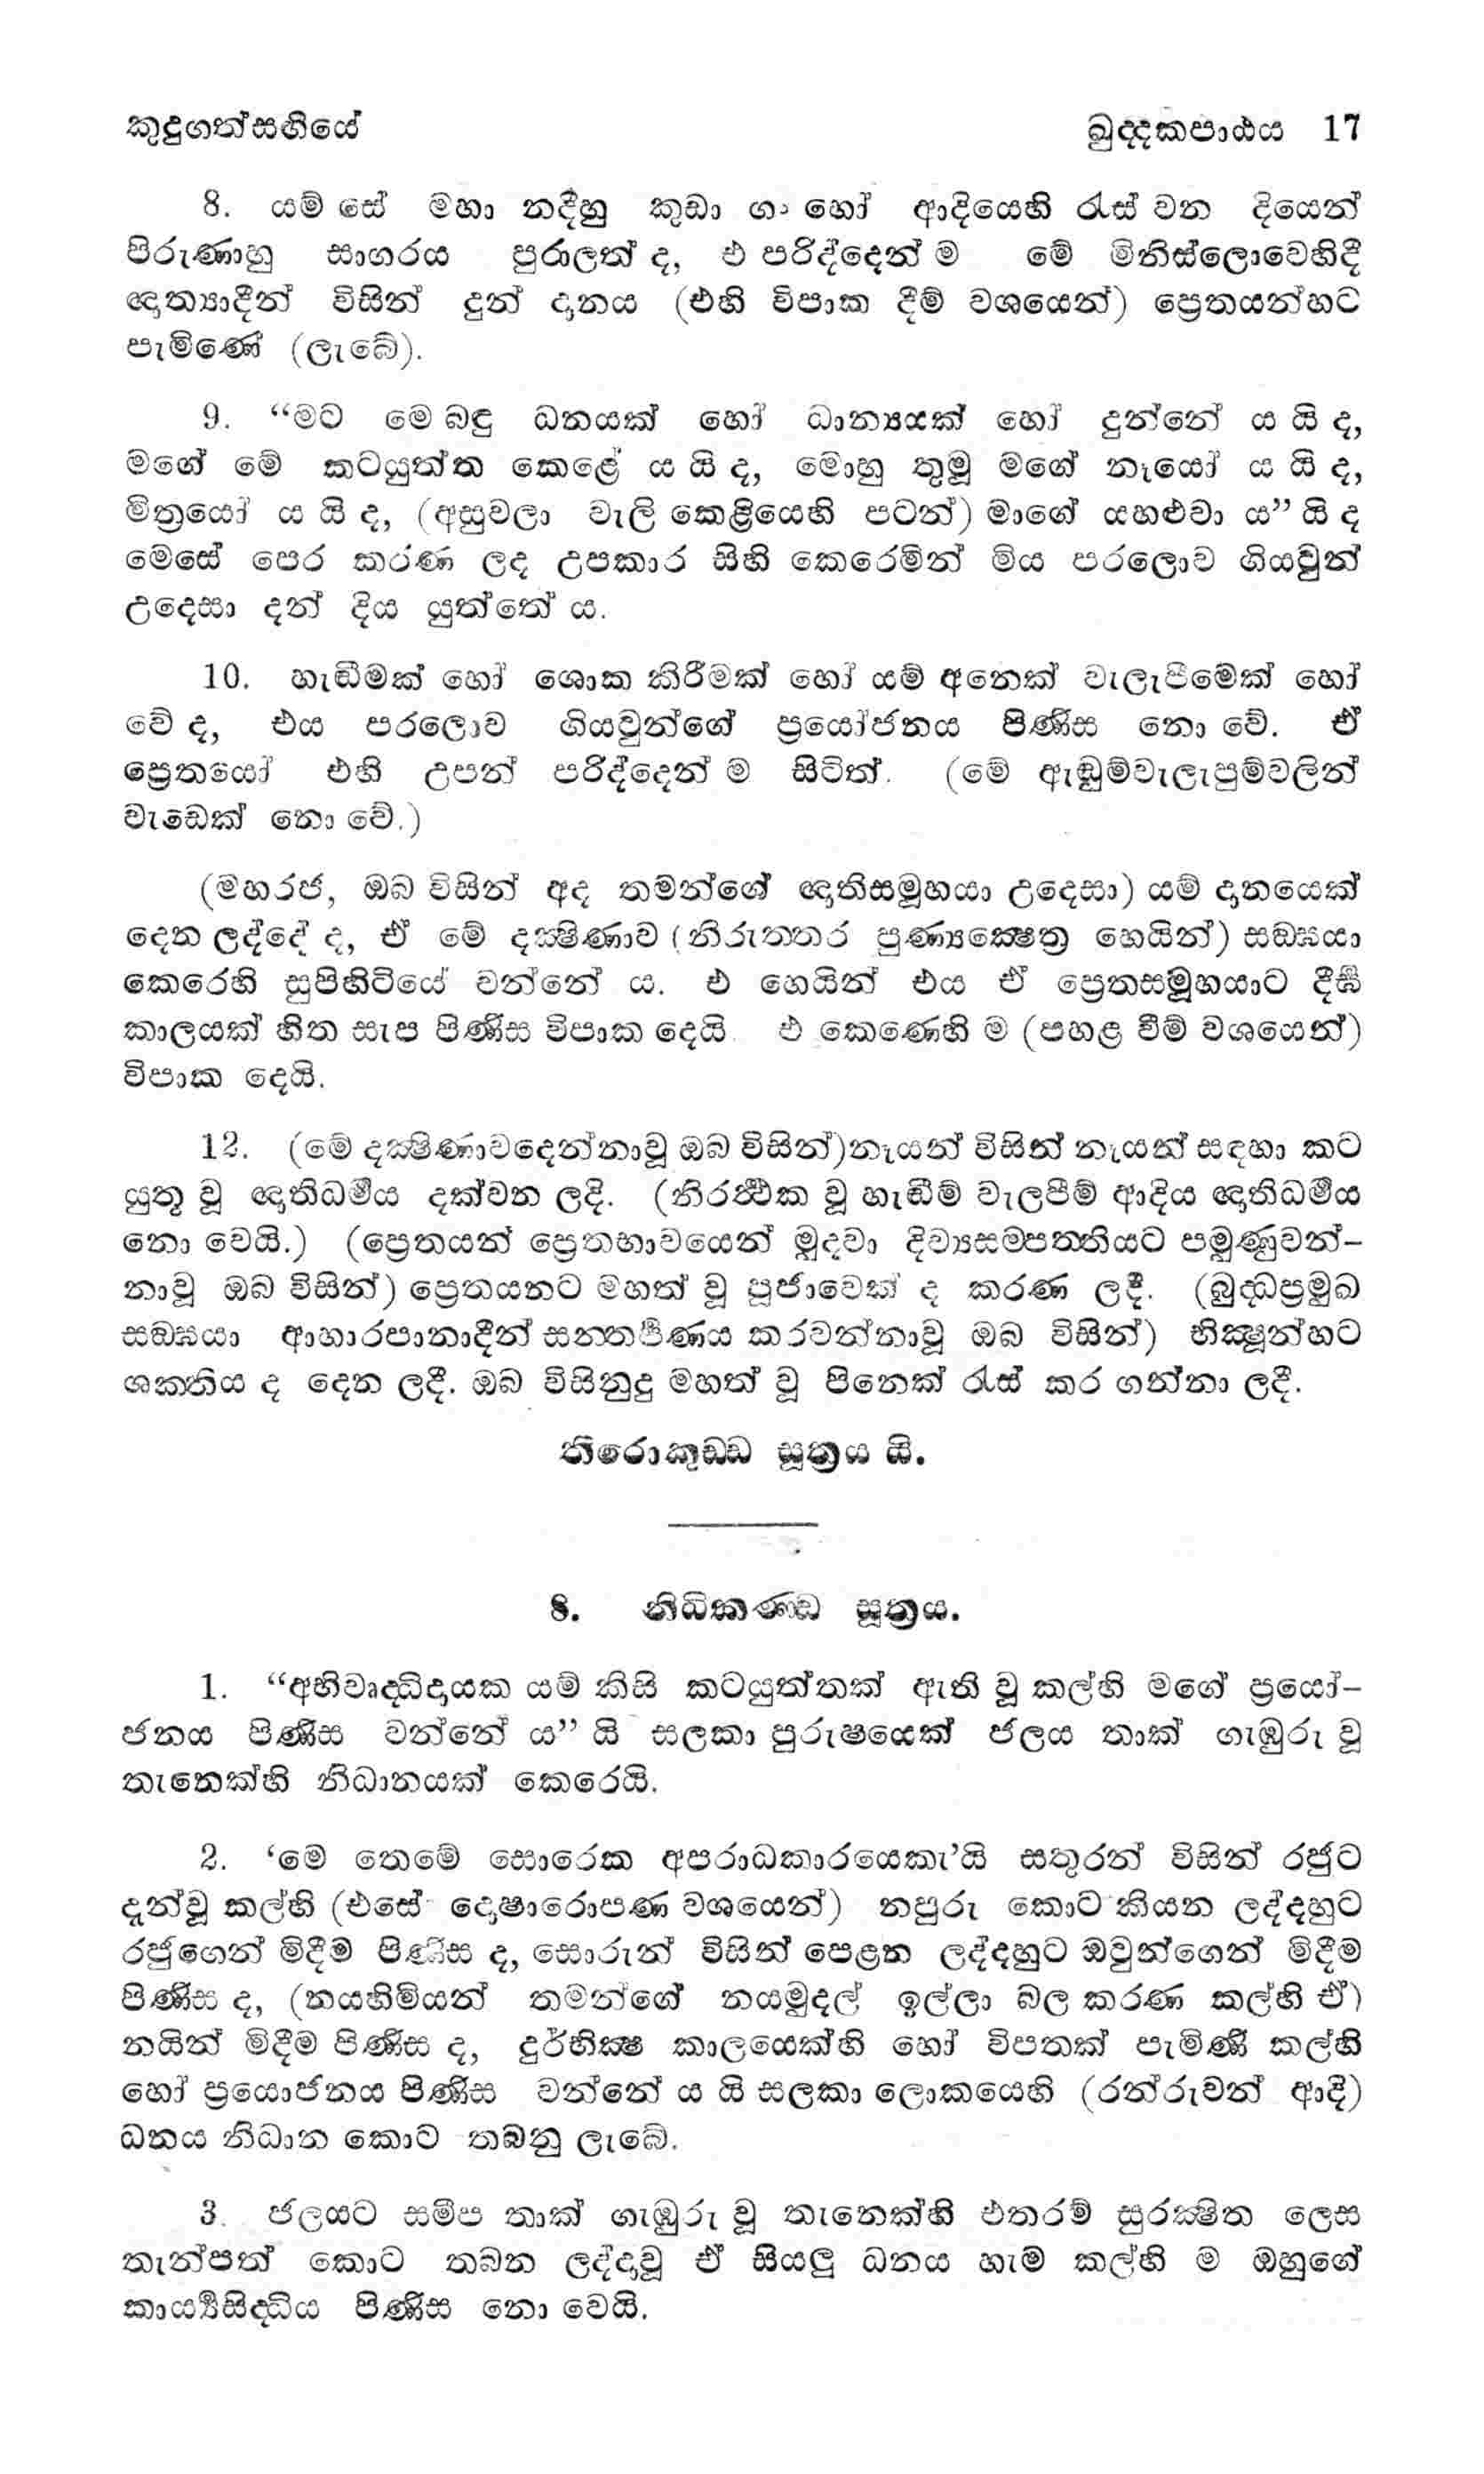 කුදුගත්සඟියේ ඛුද්දකපාඨය 17
8. යම් සේ මහා නදීහු කුඩා ගං හෝ ආදියෙහි රැස් වන දියෙන්
පිරුණාහු සාගරය පුරාලත් ද, එ පරිද්දෙන් ම මේ මිනිස්ලොවෙහිදී
ඥාත්‍යාදීන් විසින් දුන් දානය (එහි විපාක දීම් වශයෙන්) ප්‍රෙතයන්හට
පැමිණේ (ලැබේ).
9. “මට මෙ බඳු ධනයක් හෝ ධාන්‍යයක් හෝ දුන්නේ ය යි ද,
මගේ මේ කටයුත්ත කෙළේ ය යි ද, මොහු තුමූ මගේ නෑයෝ ය යි ද,
මිත්‍රයෝ ය යි ද, (අසුවලා වැලි කෙළියෙහි පටන්) මාගේ යහළුවා ය” යි ද
මෙසේ පෙර කරණ ලද උපකාර සිහි කෙරෙමින් මිය පරලොව ගියවුන්
උදෙසා දන් දිය යුත්තේ ය.
10. හැඬීමක් හෝ ශොක කිරීමක් හෝ යම් අනෙක් වැලැපීමෙක් හෝ
වේ ද, එය පරලොව ගියවුන්ගේ ප්‍රයෝජනය පිණිස නො වේ. ඒ
ප්‍රෙතයෝ එහි උපන් පරිද්දෙන් ම සිටිත්. (මේ ඇඬුම්වැලැපුම්වලින්
වැඩෙක් නො වේ.)
(මහරජ, ඔබ විසින් අද තමන්ගේ ඥාතිසමූහයා උදෙසා) යම් දානයෙක්
දෙන ලද්දේ ද, ඒ මේ දක්‍ෂිණාව (නිරුත්තර පුණ්‍යක්‍ෂෙත්‍ර හෙයින්) සඞ්ඝයා
කෙරෙහි සුපිහිටියේ වන්නේ ය. එ හෙයින් එය ඒ ප්‍රෙතසමූහයාට දීර්‍ඝ
කාලයක් හිත සැප පිණිස විපාක දෙයි. එ කෙණෙහි ම (පහළ වීම් වශයෙන්)
විපාක දෙයි.
12. (මේ දක්‍ෂිණාවදෙන්නාවූ ඔබ විසින්)නෑයන් විසින් නෑයන් සඳහා කට
යුතු වූ ඥාතිධර්‍මය දක්වන ලදි. (නිරර්‍ථක වූ හැඬීම් වැලපීම් ආදිය ඥාතිධර්‍මය
නො වෙයි.) (ප්‍රෙතයන් ප්‍රෙතභාවයෙන් මුදවා දිව්‍යසම්පත්තියට පමුණුවන්-
නාවූ ඔබ විසින්) ප්‍රෙතයනට මහත් වූ පූජාවෙක් ද කරණ ලදී. (බුද්ධප්‍රමුඛ
සඞ්ඝයා ආහාරපානාදීන් සන්තර්‍පණය කරවන්නාවූ ඔබ විසින්) භික්‍ෂූන්හට
ශක්තිය ද දෙන ලදී. ඔබ විසිනුදු මහත් වූ පිනෙක් රැස් කර ගන්නා ලදී.
තිරොකුඩ්ඩ සූත්‍රය යි.
8. නිධිකණ්ඩ සූත්‍රය.
1. “අභිවෘද්ධිදායක යම් කිසි කටයුත්තක් ඇති වූ කල්හි මගේ ප්‍රයෝ-
ජනය පිණිස වන්නේ ය” යි සලකා පුරුෂයෙක් ජලය තාක් ගැඹුරු වූ
තැනෙක්හි නිධානයක් කෙරෙයි.
2. ‘මෙ තෙමේ සොරෙක අපරාධකාරයෙකැ’යි සතුරන් විසින් රජුට
දැන්වූ කල්හි (එසේ දොෂාරොපණ වශයෙන්) නපුරු කොට කියන ලද්දහුට
රජුගෙන් මිදීම පිණිස ද, සොරුන් විසින් පෙළන ලද්දහුට ඔවුන්ගෙන් මිදීම
පිණිස ද, (නයහිමියන් තමන්ගේ නයමුදල් ඉල්ලා බල කරණ කල්හි ඒ)
නයින් මිදීම පිණිස ද, දුර්භික්‍ෂ කාලයෙක්හි හෝ විපතක් පැමිණි කල්හි
හෝ ප්‍රයොජනය පිණිස වන්නේ ය යි සලකා ලොකයෙහි (රන්රුවන් ආදි)
ධනය නිධාන කොට තබනු ලැබේ.
3. ජලයට සමීප තාක් ගැඹුරු වූ තැනෙක්හි එතරම් සුරක්‍ෂිත ලෙස
තැන්පත් කොට තබන ලද්දාවූ ඒ සියලු ධනය හැම කල්හි ම ඔහුගේ
කාර්‍ය්‍යසිද්ධිය පිණිස නො වෙයි.